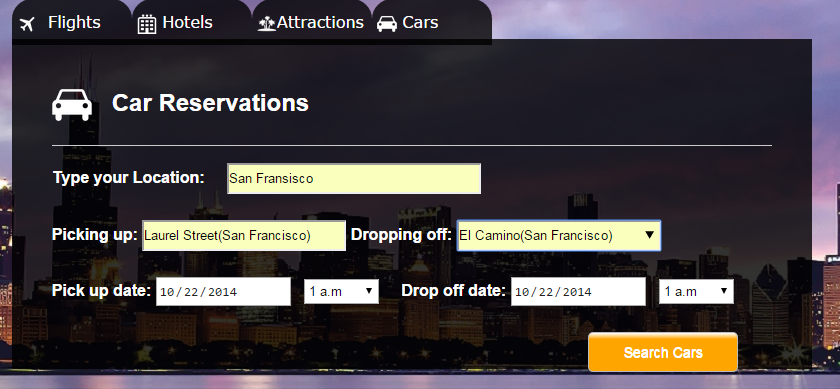 Flights Hotels Attractions Cars
Car Reservations
Type your Location: San Fransisco
Picking up: Laurel Street(San Francisco) Dropping off: El Camino(San Francisco)
Pick up date: 10/22/2014 1 a.m Drop off date: 10/22/2014 1 a.m
Search Cars